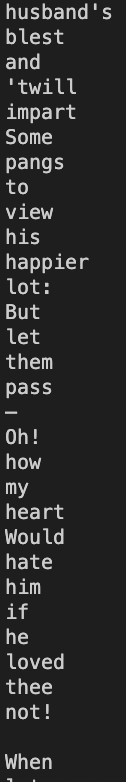 husband's
blest
and
'twill
impart
Some
pangs
to
view
his
happier
lot:
But
let
them
pass
—
Oh!
how
my
heart
Would
hate
him
if
he
loved
thee
not!

When